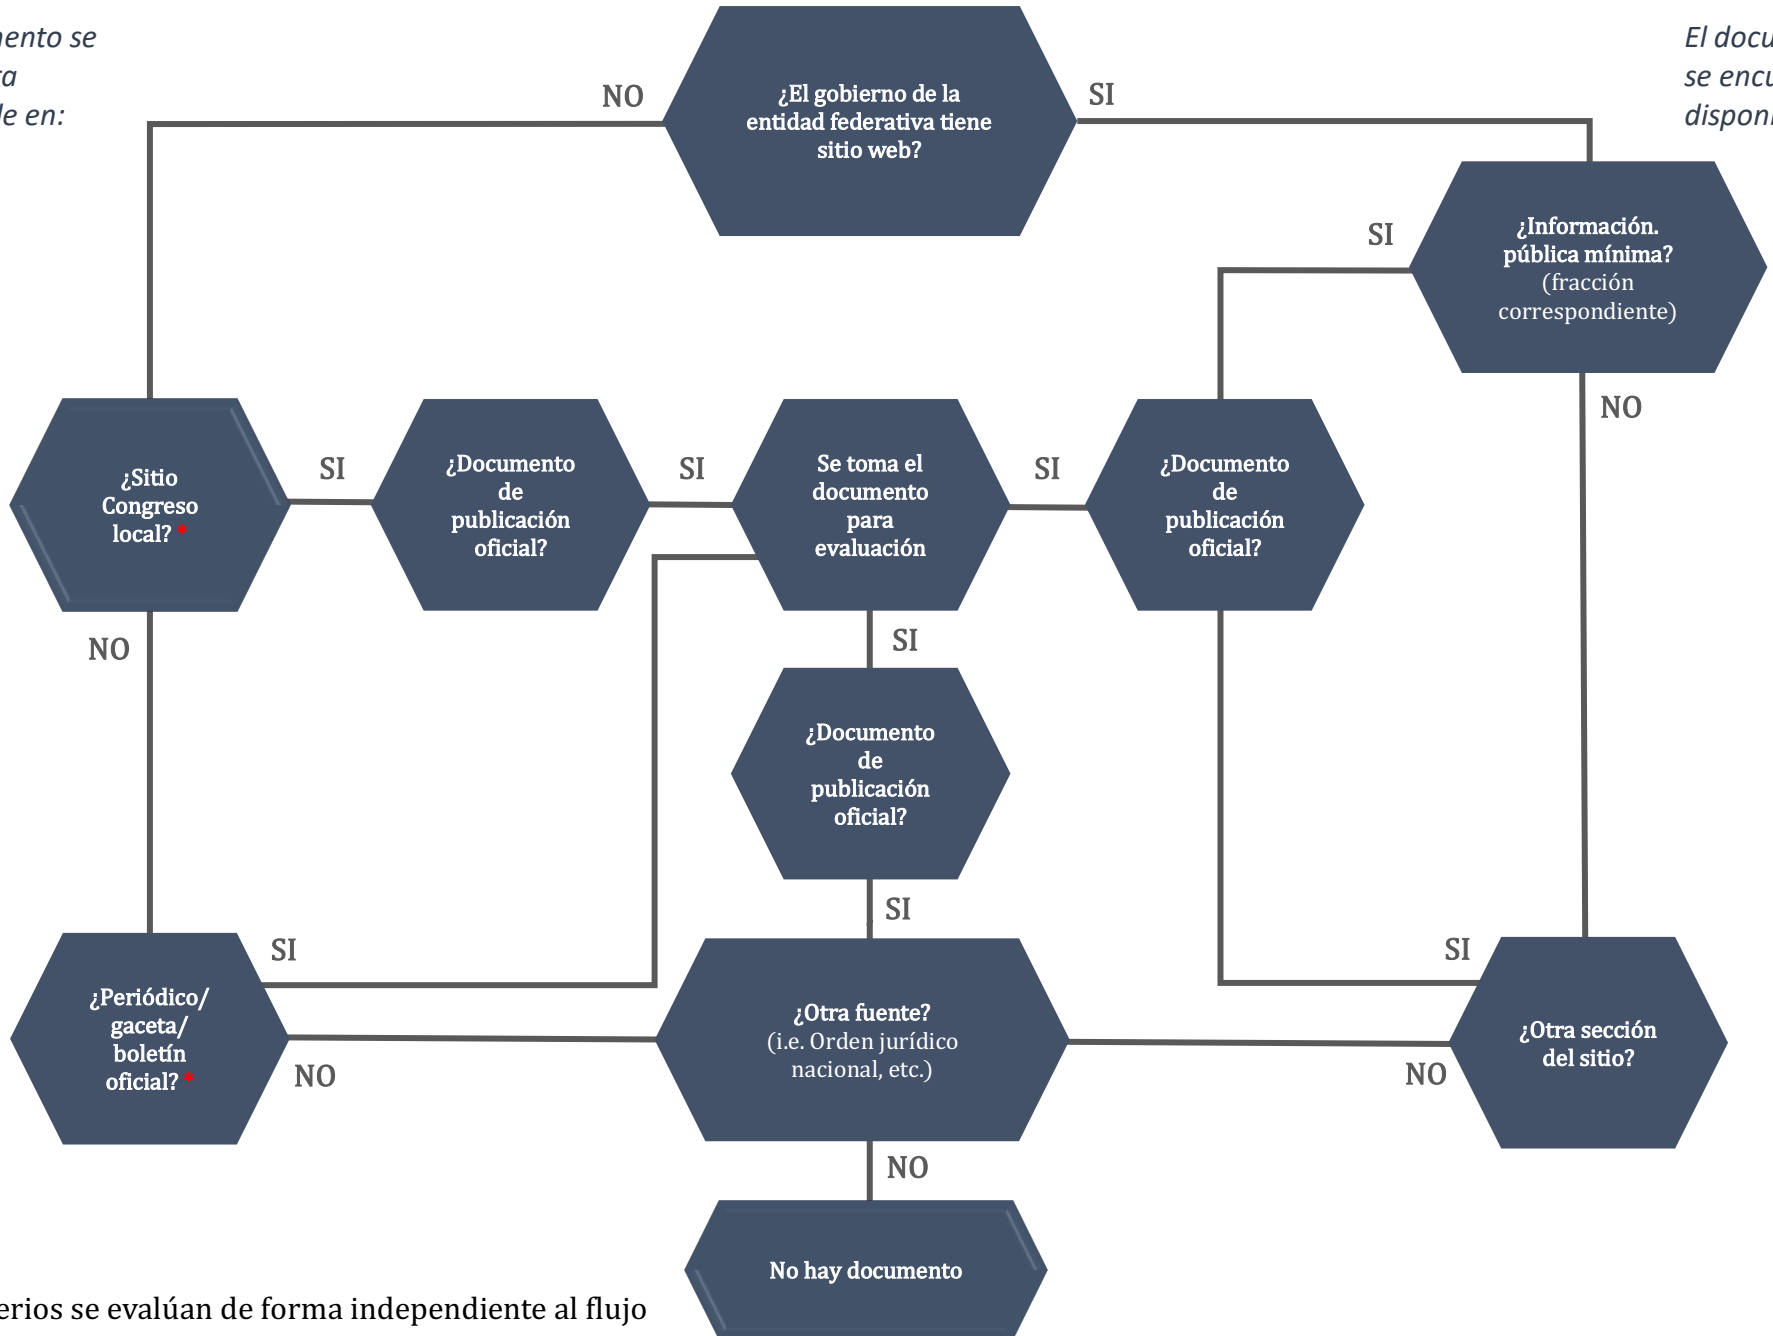 mento se
ra
le en:
El docu
se encu
disponi
NO
¿El gobierno de la
entidad federativa tiene
sitio web?
SI
SI
¿Información.
pública mínima?
(fracción
correspondiente)
NO
¿Sitio
Congreso
local? *
SI
¿Documento
de
publicación
oficial?
SI
Se toma el
documento
para
evaluación
SI
¿Documento
de
publicación
oficial?
NO
SI
¿Documento
de
publicación
oficial?
SI
SI
SI
¿Periódico/
gaceta/
boletín
oficial? *
NO
¿Otra fuente?
(i.e. Orden jurídico
nacional, etc.)
NO
¿Otra sección
del sitio?
NO
No hay documento
erios se evalúan de forma independiente al flujo